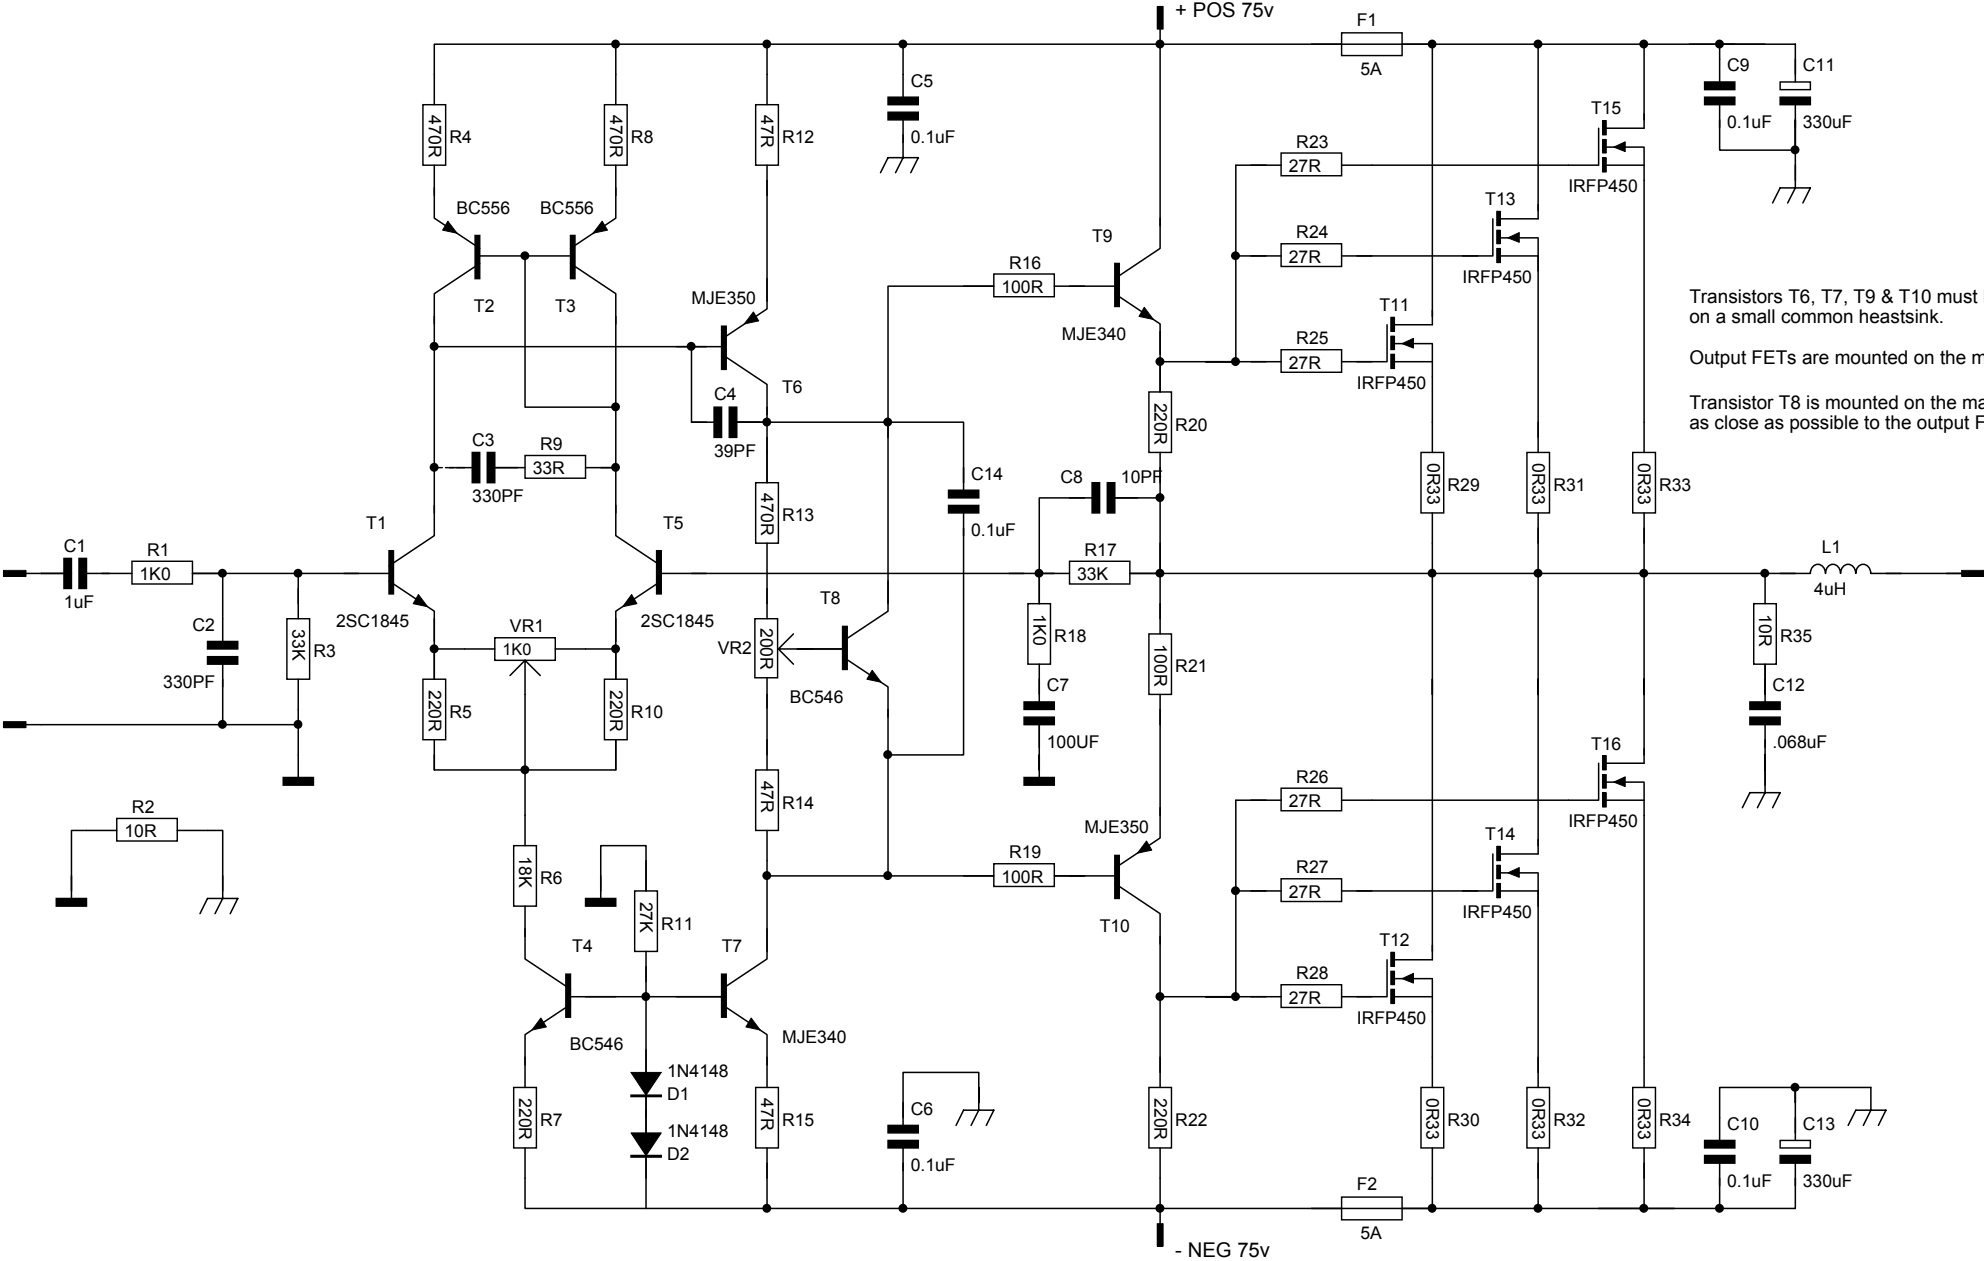 + POS 75v
F1
5A
C5
0.1uF
C9
0.1uF
C11
330uF
470R
R4
470R
R8
47R
R12
T15
IRFP450
R23
27R
BC556
BC556
T2
T3
T13
IRFP450
R24
27R
T9
R16
100R
MJE340
MJE350
T6
T11
IRFP450
R25
27R
Transistors T6, T7, T9 & T10 must
on a small common heastsink.
Output FETs are mounted on the
Transistor T8 is mounted on the
as close as possible to the output
C4
39PF
220R
R20
C3
330PF
R9
33R
470R
R13
C14
0.1uF
C8
10PF
0R33
R29
0R33
R31
0R33
R33
T1
2SC1845
T5
2SC1845
C1
1uF
R1
1K0
R17
33K
L1
4uH
C2
330PF
33K
R3
VR1
1K0
VR2
200R
T8
BC546
1K0
R18
100R
R21
10R
R35
220R
R5
220R
R10
C7
100UF
C12
.068uF
T16
IRFP450
R2
10R
47R
R14
R26
27R
MJE350
T10
R19
100R
T14
IRFP450
R27
27R
18K
R6
27K
R11
T4
BC546
T7
MJE340
T12
IRFP450
R28
27R
1N4148
D1
1N4148
D2
220R
R7
47R
R15
C6
0.1uF
220R
R22
0R33
R30
0R33
R32
0R33
R34
C10
0.1uF
C13
330uF
F2
5A
- NEG 75v